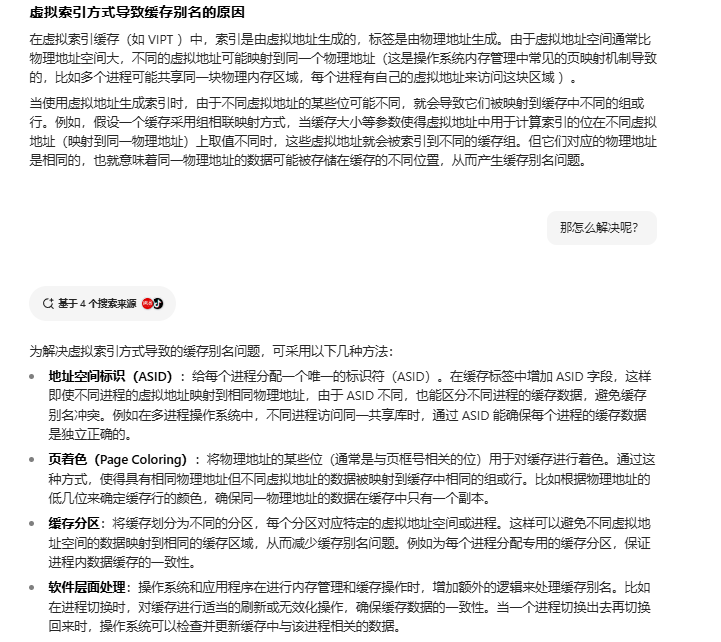 虚拟索引方式导致缓存别名的原因
在虚拟索引缓存（如 VIPT ）中，索引是由虚拟地址生成的，标签是由物理地址生成。由于虚拟地址空间通常比
物理地址空间大，不同的虚拟地址可能映射到同一个物理地址（这是操作系统内存管理中常见的页映射机制导致
的，比如多个进程可能共享同一块物理内存区域，每个进程有自己的虚拟地址来访问这块区域 ）。
当使用虚拟地址生成索引时，由于不同虚拟地址的某些位可能不同，就会导致它们被映射到缓存中不同的组或
行。例如，假设一个缓存采用组相联映射方式，当缓存大小等参数使得虚拟地址中用于计算索引的位在不同虚拟
地址（映射到同一物理地址）上取值不同时，这些虚拟地址就会被索引到不同的缓存组。但它们对应的物理地址
是相同的，也就意味着同一物理地址的数据可能被存储在缓存的不同位置，从而产生缓存别名问题。
那怎么解决呢？
基于 4 个搜索来源
为解决虚拟索引方式导致的缓存别名问题，可采用以下几种方法：
• 地址空间标识（ASID）：给每个进程分配一个唯一的标识符（ASID）。在缓存标签中增加 ASID 字段，这样
即使不同进程的虚拟地址映射到相同物理地址，由于 ASID 不同，也能区分不同进程的缓存数据，避免缓存
别名冲突。例如在多进程操作系统中，不同进程访问同一共享库时，通过 ASID 能确保每个进程的缓存数据
是独立正确的。
• 页着色（Page Coloring）：将物理地址的某些位（通常是与页框号相关的位）用于对缓存进行着色。通过这
种方式，使得具有相同物理地址但不同虚拟地址的数据被映射到缓存中相同的组或行。比如根据物理地址的
低几位来确定缓存行的颜色，确保同一物理地址的数据在缓存中只有一个副本。
• 缓存分区：将缓存划分为不同的分区，每个分区对应特定的虚拟地址空间或进程。这样可以避免不同虚拟地
址空间的数据映射到相同的缓存区域，从而减少缓存别名问题。例如为每个进程分配专用的缓存分区，保证
进程内数据缓存的一致性。
• 软件层面处理：操作系统和应用程序在进行内存管理和缓存操作时，增加额外的逻辑来处理缓存别名。比如
在进程切换时，对缓存进行适当的刷新或无效化操作，确保缓存数据的一致性。当一个进程切换出去再切换
回来时，操作系统可以检查并更新缓存中与该进程相关的数据。